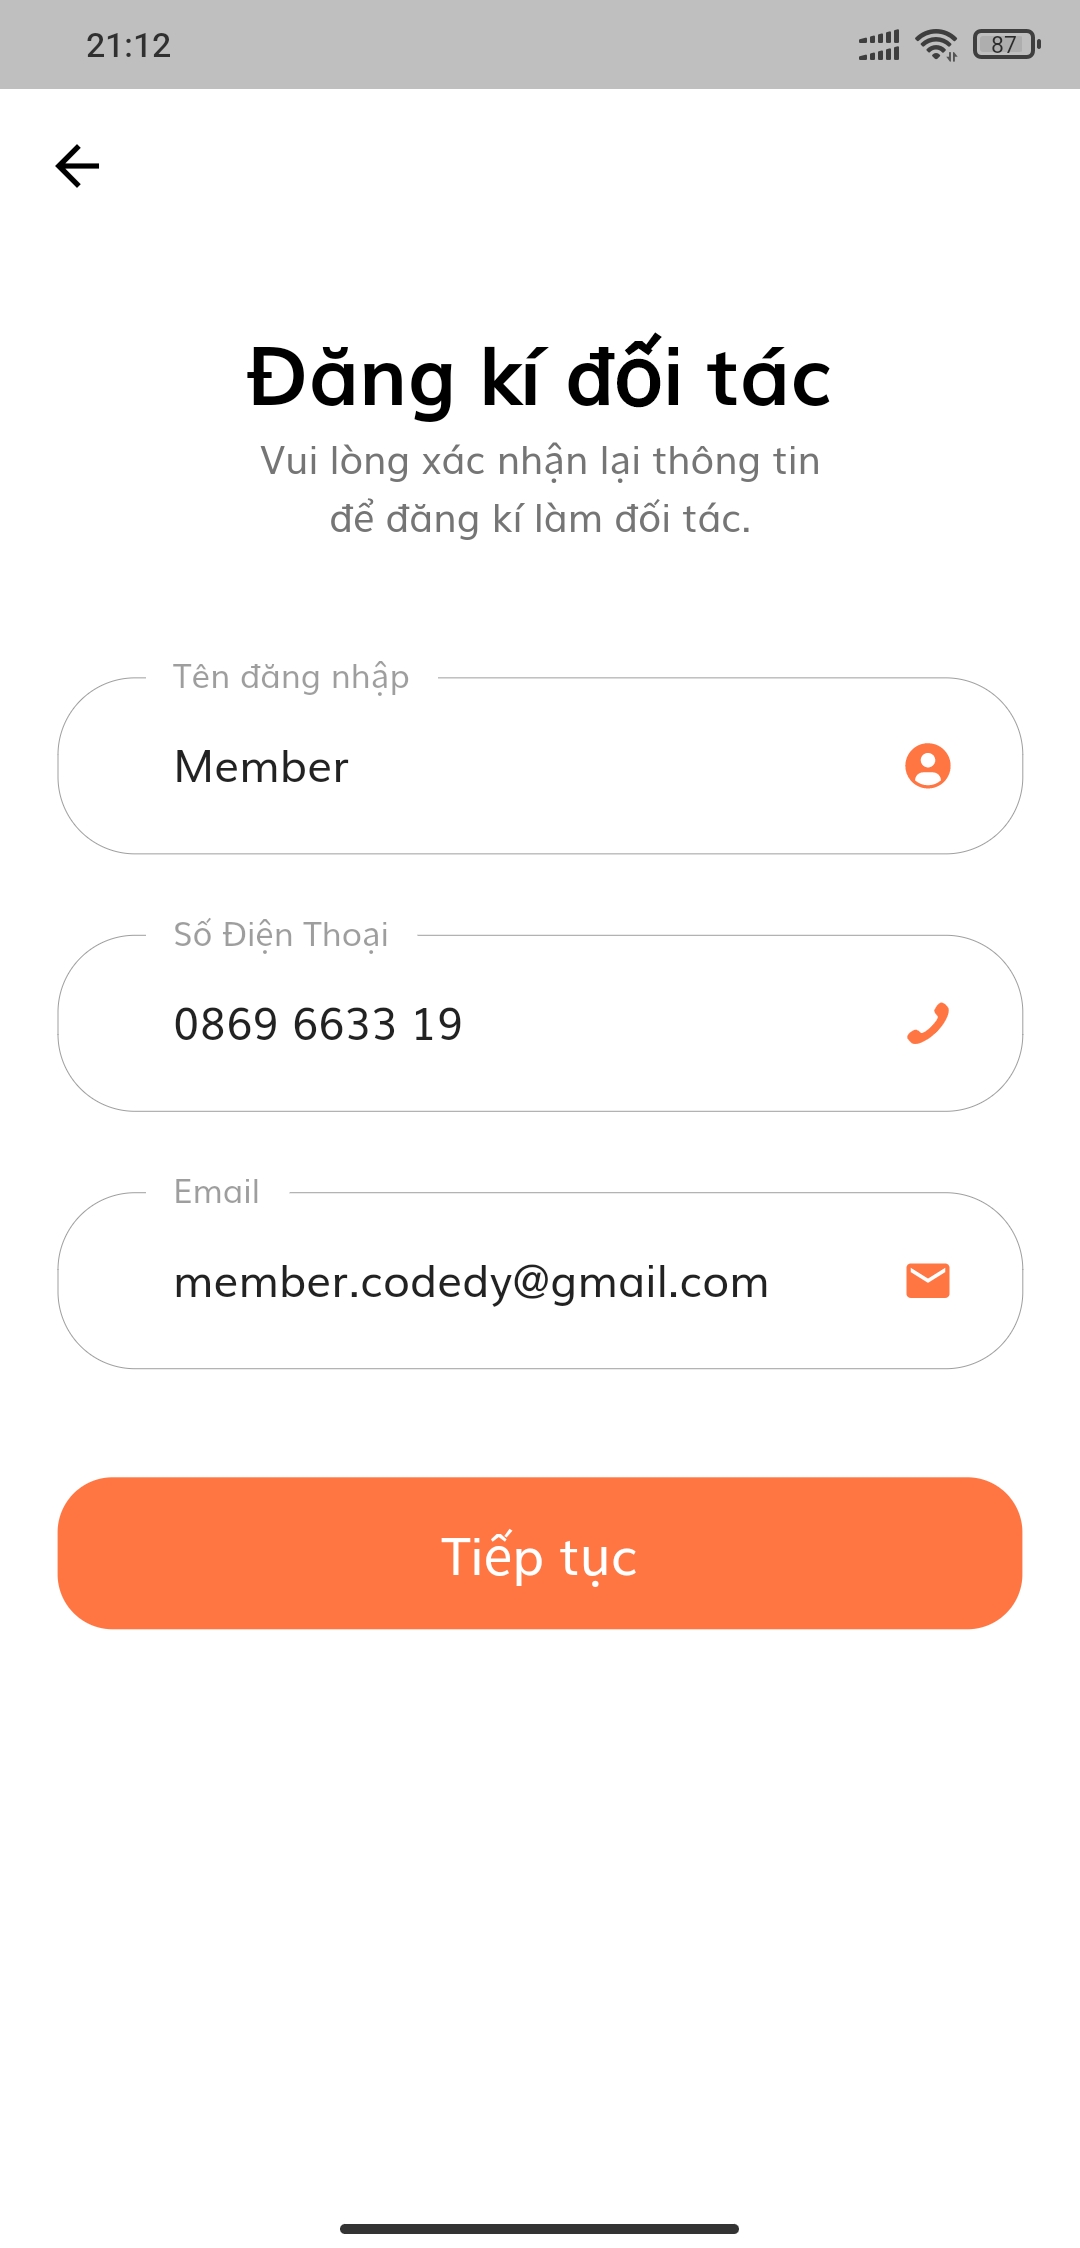 21:12
87
Đăng kí đối tác
Vui lòng xác nhận lại thông tin
để đăng kí làm đối tác.
Tên đăng nhập
Member
Số Điện Thoại
0869 6633 19
Email
member.codedy@gmail.com
Tiếp tục